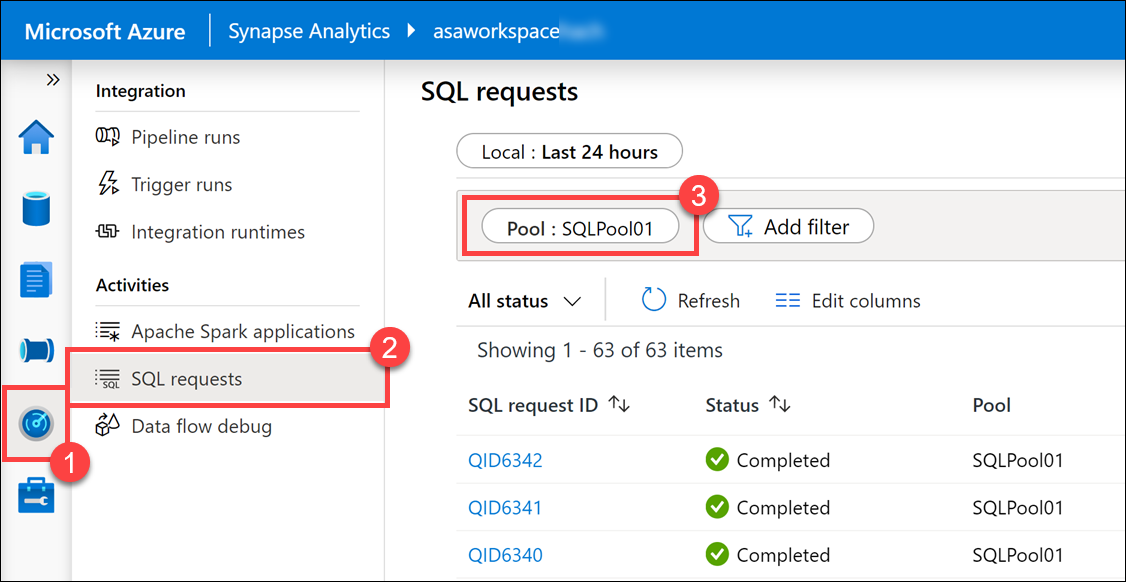 Microsoft Azure | Synapse Analytics asaworkspace
Integration
Pipeline runs
Trigger runs
Integration runtimes
Activities
Apache Spark applications
2
SQL
SQL requests
Data flow debug
1
SQL requests
Local : Last 24 hours
3
Pool : SQLPool01 Add filter
All status Refresh Edit columns
Showing 1 - 63 of 63 items
SQL request ID Status Pool
QID6342 Completed SQLPool01
QID6341 Completed SQLPool01
QID6340 Completed SQLPool01